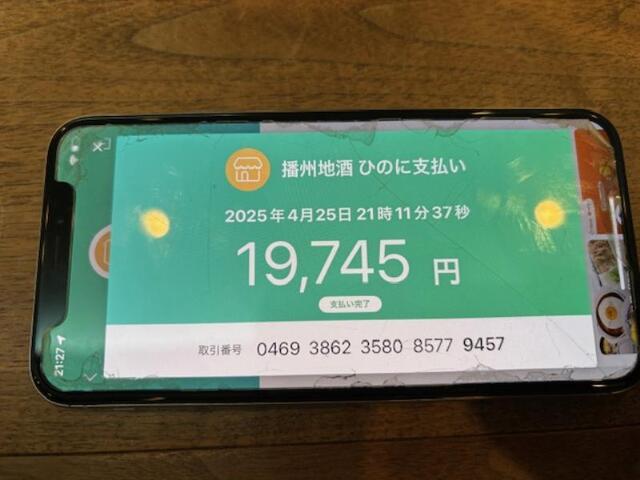 播州地酒 ひのに支払い
2025年4月25日 21時11分37秒
19,745 円
支払い完了
取引番号 0469 3862 3580 8577 9457
21:27